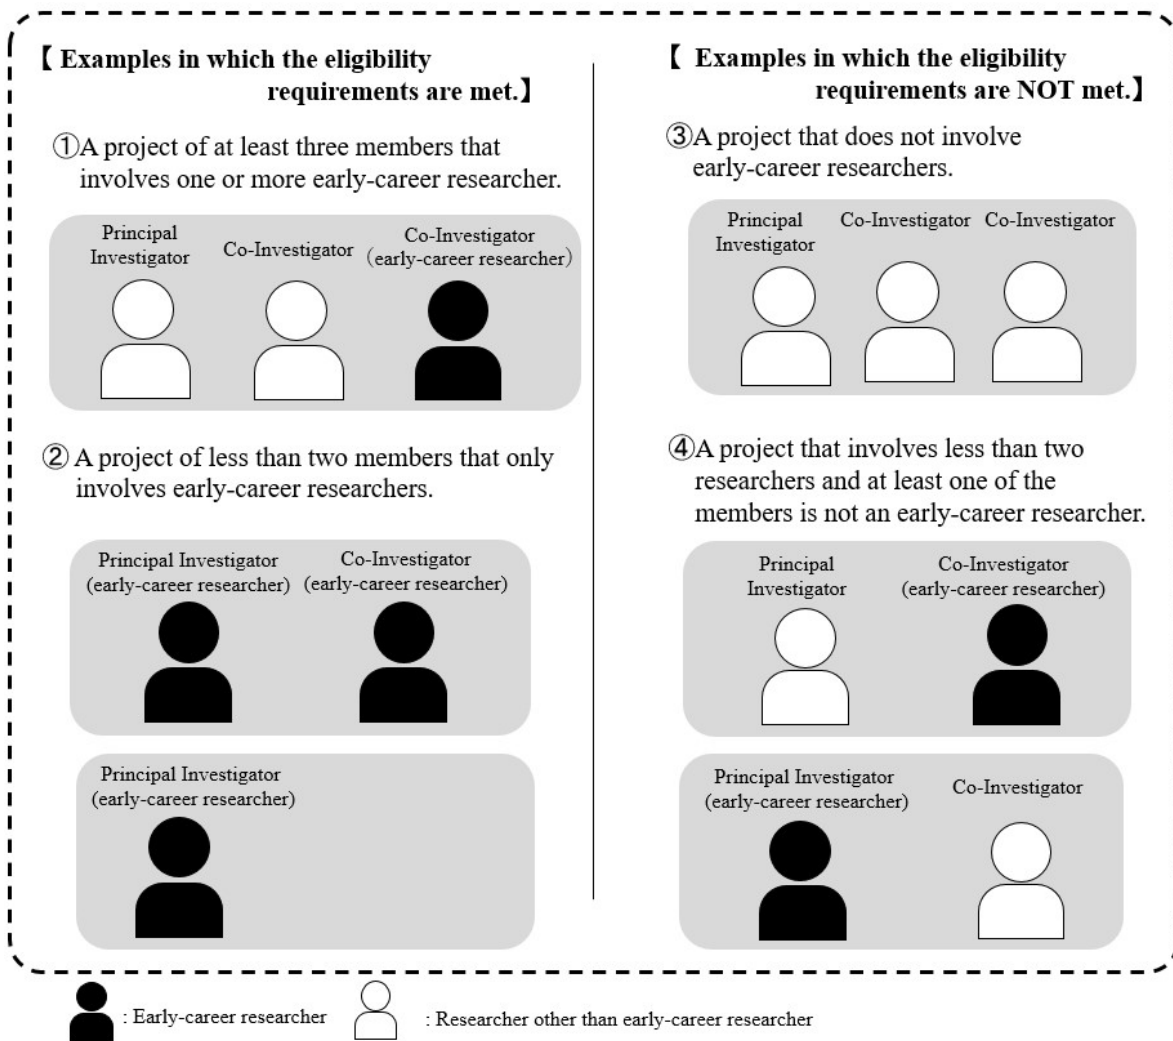 【 Examples in which the eligibility
requirements are met.】
①A project of at least three members that
involves one or more early-career researcher.
Principal
Investigator
Co-Investigator
Co-Investigator
(early-career researcher)
② A project of less than two members that only
involves early-career researchers.
Principal Investigator
(early-career researcher)
Co-Investigator
(early-career researcher)
Principal Investigator
(early-career researcher)
【 Examples in which the eligibility
requirements are NOT met.】
③A project that does not involve
early-career researchers.
Principal
Investigator
Co-Investigator
Co-Investigator
④A project that involves less than two
researchers and at least one of the
members is not an early-career researcher.
Principal
Investigator
Co-Investigator
(early-career researcher)
Principal Investigator
(early-career researcher)
Co-Investigator
: Early-career researcher
: Researcher other than early-career researcher